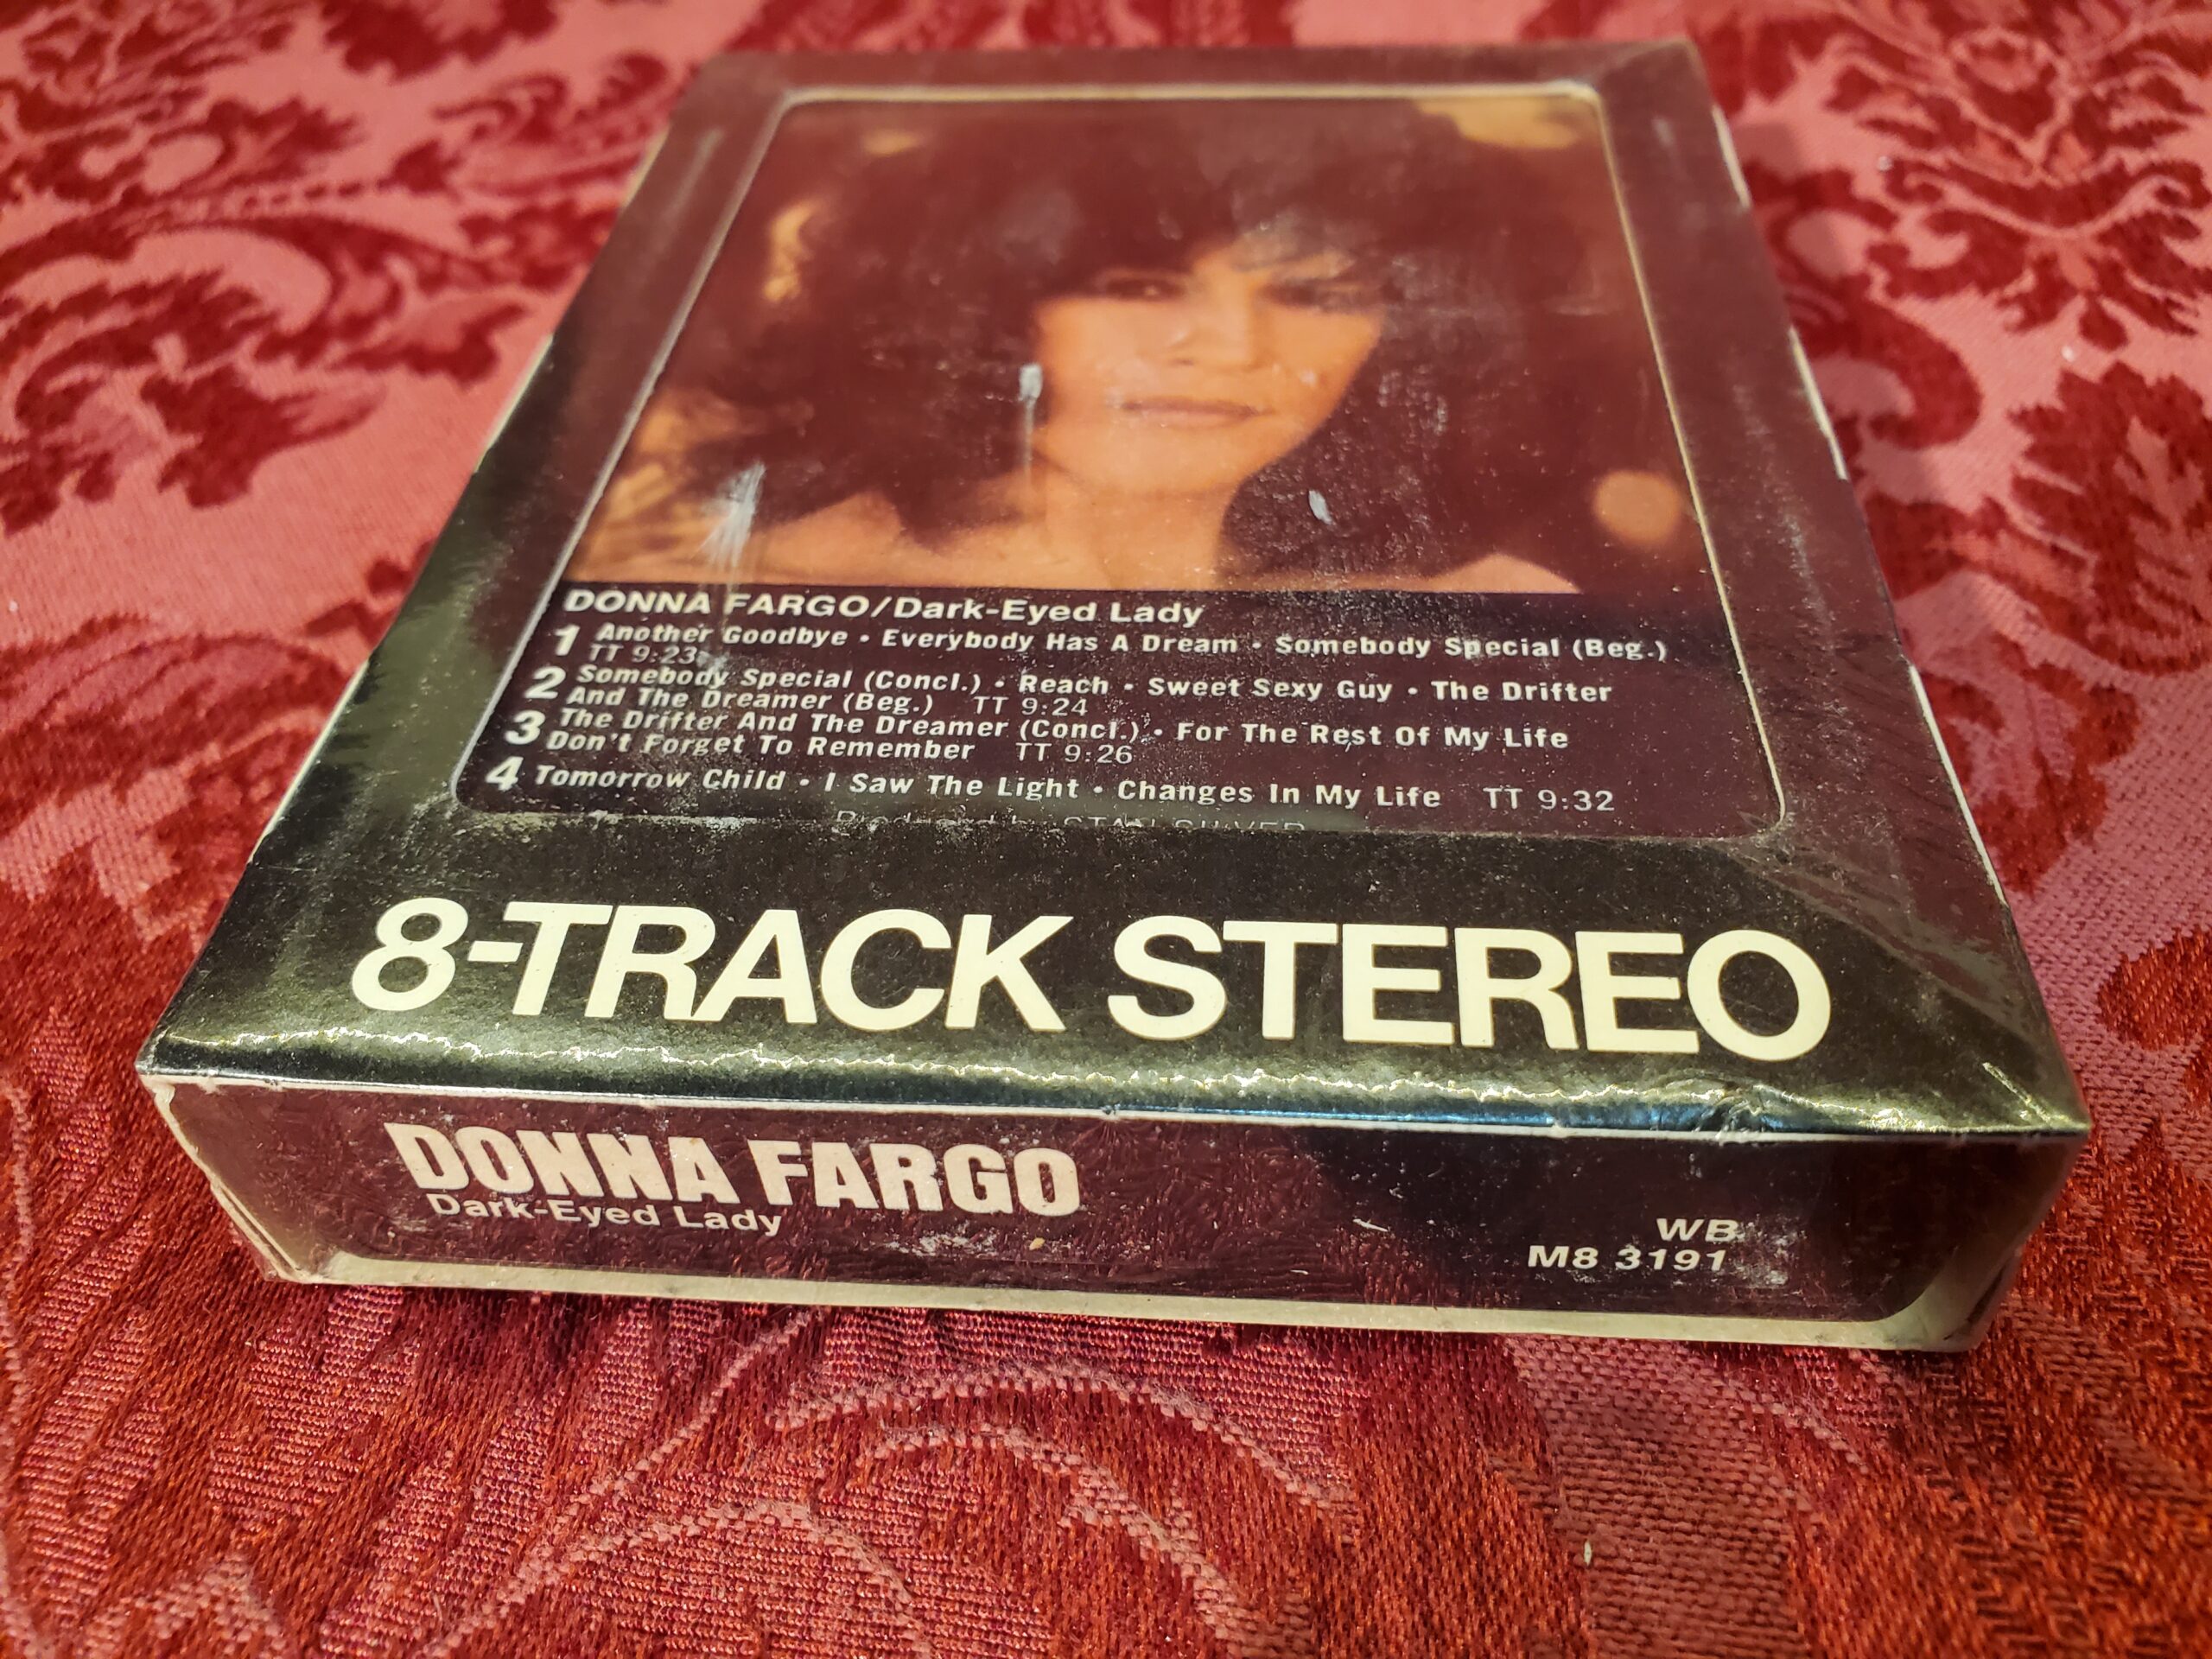 DONNA FARGO/Dark-Eyed Lady
1 Another Goodbye • Everybody Has A Dream • Somebody Special (Beg.)
TT 9:23
2 Somebody Special (Concl.) • Reach • Sweet Sexy Guy • The Drifter
And The Dreamer (Beg.) TT 9:24
3 The Drifter And The Dreamer (Concl.) • For The Rest Of My Life
Don't Forget To Remember TT 9:26
4 Tomorrow Child • I Saw The Light • Changes In My Life TT 9:32
Produced by STAN SILVER
8-TRACK STEREO
DONNA FARGO
Dark-Eyed Lady
WB
M8 3191